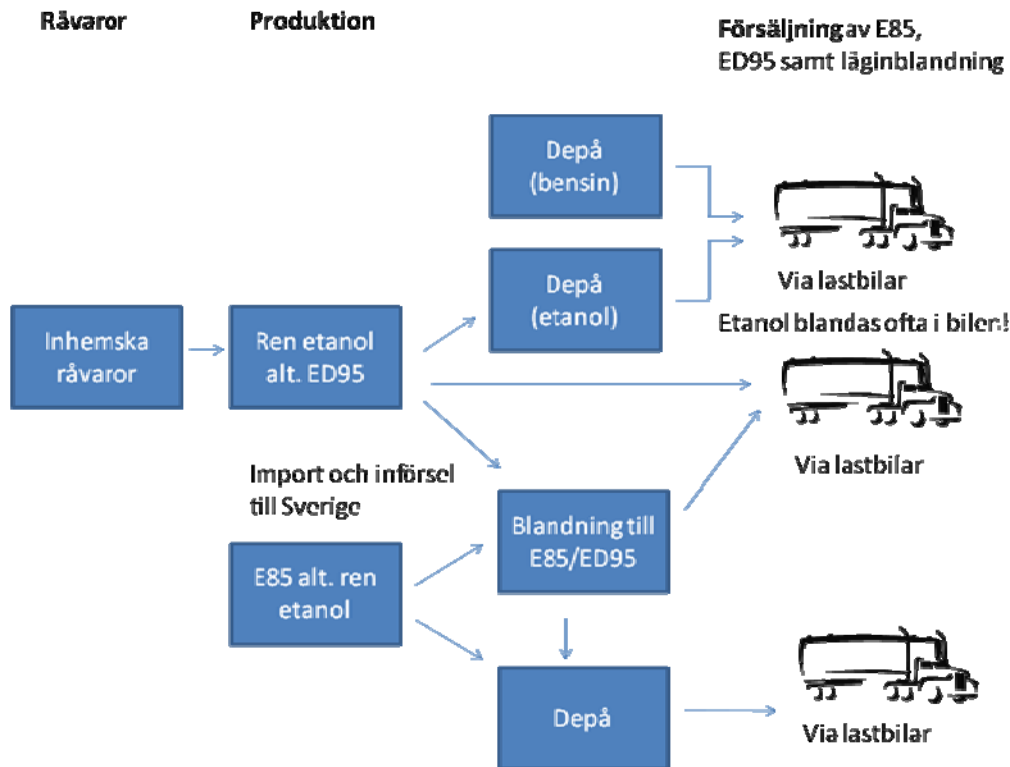 Råvaror
Produktion
Försäljning av E85,
ED95 samt låginblandning
Depå
(bensin)
Via lastbilar
Depå
(etanol)
Etanol blandas ofta i bilen!
Inhemska
råvaror
Ren etanol
alt. ED95
Via lastbilar
Import och införsel
till Sverige
Blandning till
E85/ED95
E85 alt. ren
etanol
Depå
Via lastbilar